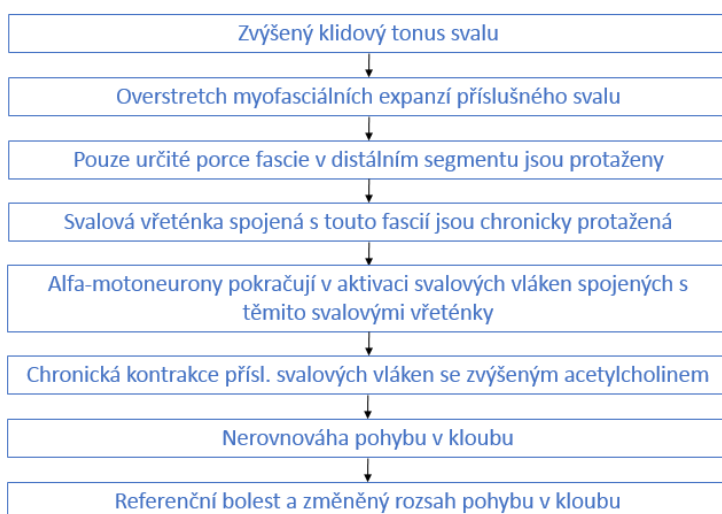 Zvýšený klidový tonus svalu
Overstretch myofasciálních expanzí příslušného svalu
Pouze určité porce fascie v distálním segmentu jsou protaženy
Svalová vřeténka spojená s touto fascií jsou chronicky protažená
Alfa-motoneurony pokračují v aktivaci svalových vláken spojených s
těmito svalovými vřeténky
Chronická kontrakce přísl. svalových vláken se zvýšeným acetylcholinem
Nerovnováha pohybu v kloubu
Referenční bolest a změněný rozsah pohybu v kloubu